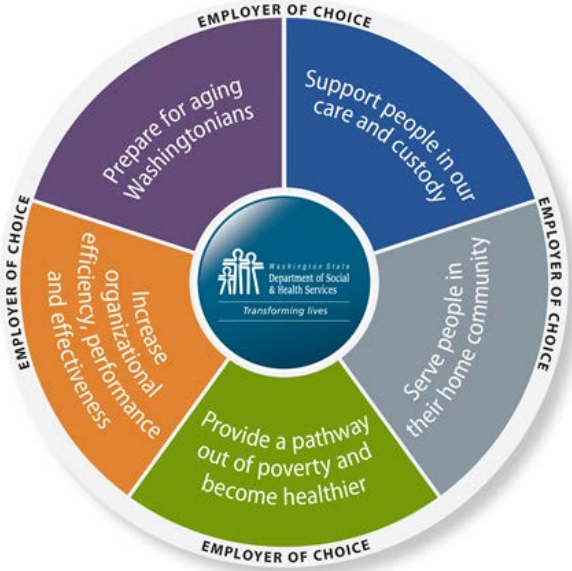 EMPLOYER OF CHOICE
Prepare for aging
Washingtonians
Support people in our
care and custody
EMPLOYER OF CHOICE
EMPLOYER OF CHOICE
Washington State
Department of Social
& Health Services
Transforming lives
Increase
organizational
efficiency, performance
and effectiveness
Serve people in
their home community
Provide a pathway
out of poverty and
become healthier
EMPLOYER OF CHOICE